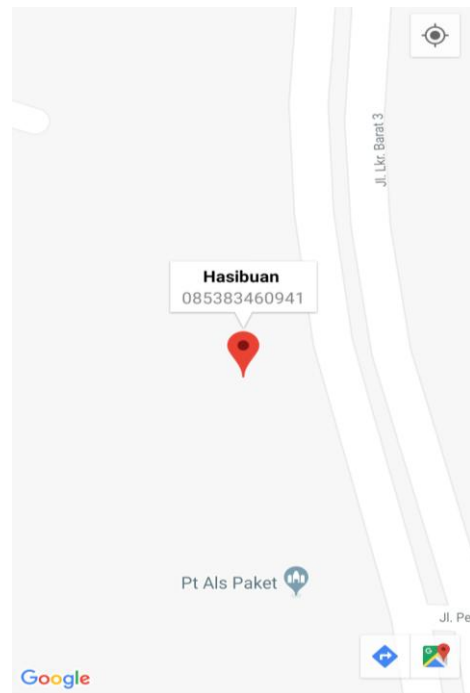 Jl. Lkr. Barat 3
Hasibuan
085383460941
Pt Als Paket
Jl. Pe
Google